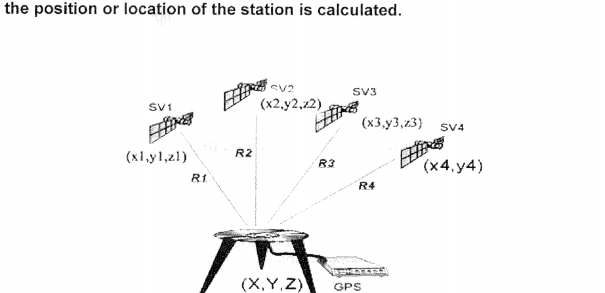 the position or location of the station is calculated.
SV1
SV2
SV3
SV4
(x1,y1,z1)
(x2,y2,z2)
(x3,y3,z3)
(x4,y4)
R1
R2
R3
R4
(X,Y,Z)
GPS